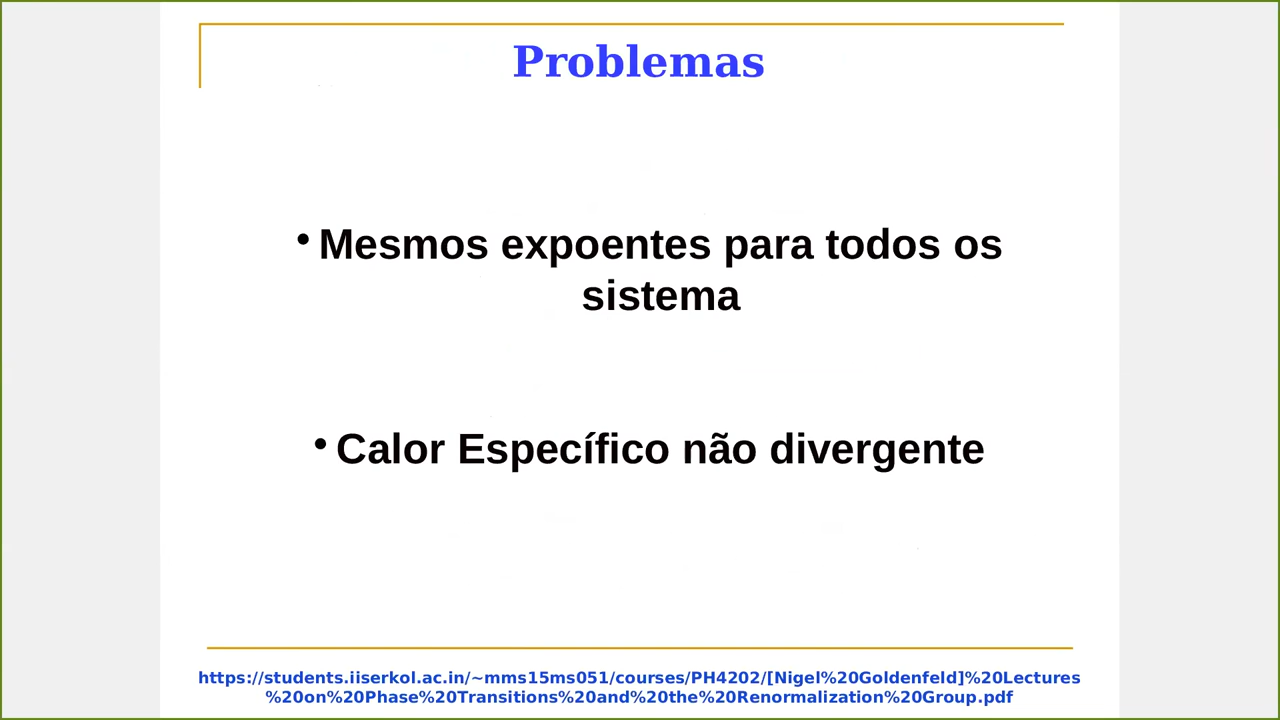 Problemas
• Mesmos expoentes para todos os
sistema
• Calor Específico não divergente
https://students.iiserkol.ac.in/~mms15ms051/courses/PH4202/[Nigel%20Goldenfeld]%20Lectures
%20on%20Phase%20Transitions%20and%20the%20Renormalization%20Group.pdf